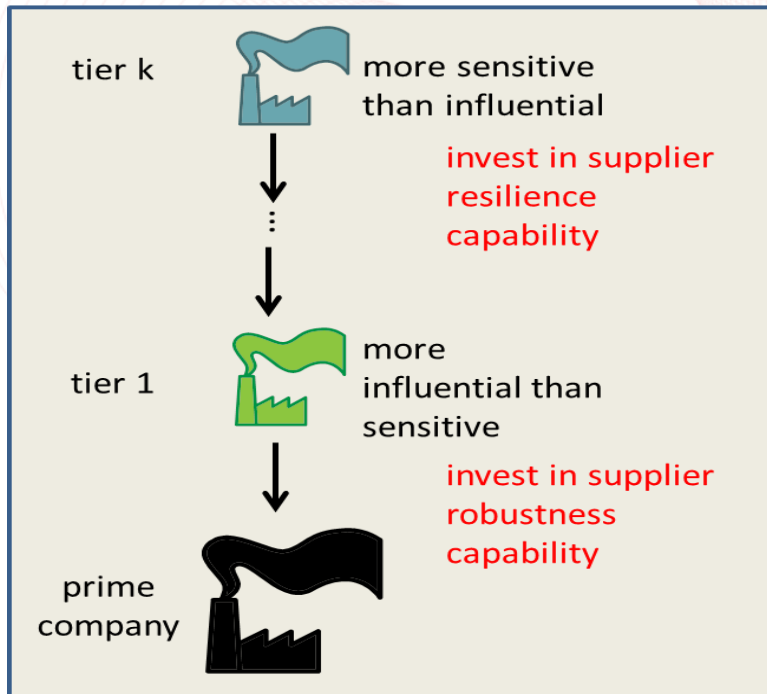 tier k
more sensitive
than influential
invest in supplier
resilience
capability
...
tier 1
more
influential than
sensitive
invest in supplier
robustness
capability
prime
company